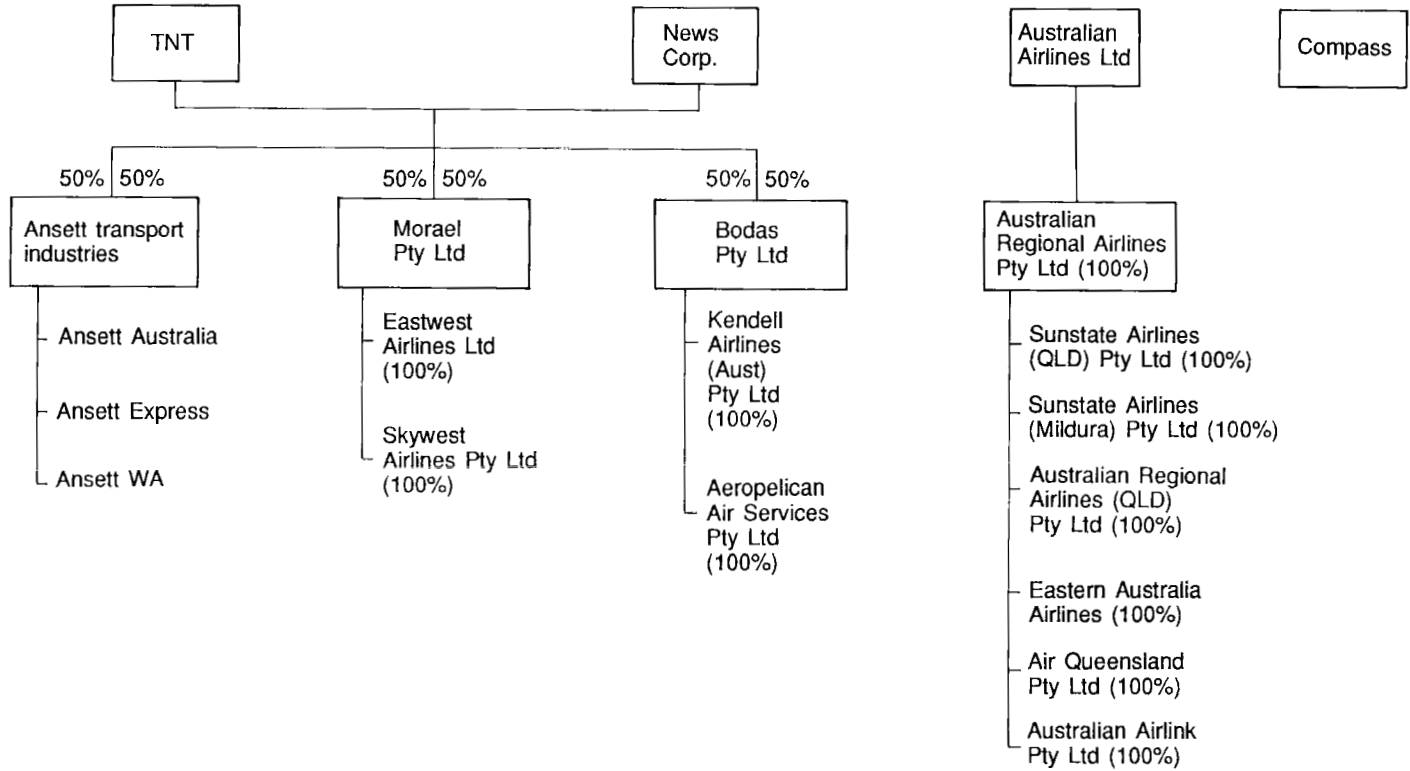 TNT
News
Corp.
Australian
Airlines Ltd
Compass
50% 50%
50% 50%
50% 50%
Ansett transport
industries
Morael
Pty Ltd
Bodas
Pty Ltd
Australian
Regional Airlines
Pty Ltd (100%)
Ansett Australia
Ansett Express
Ansett WA
Eastwest
Airlines Ltd
(100%)
Skywest
Airlines Pty Ltd
(100%)
Kendell
Airlines
(Aust)
Pty Ltd
(100%)
Aeropelican
Air Services
Pty Ltd
(100%)
Sunstate Airlines
(QLD) Pty Ltd (100%)
Sunstate Airlines
(Mildura) Pty Ltd (100%)
Australian Regional
Airlines (QLD)
Pty Ltd (100%)
Eastern Australia
Airlines (100%)
Air Queensland
Pty Ltd (100%)
Australian Airlink
Pty Ltd (100%)